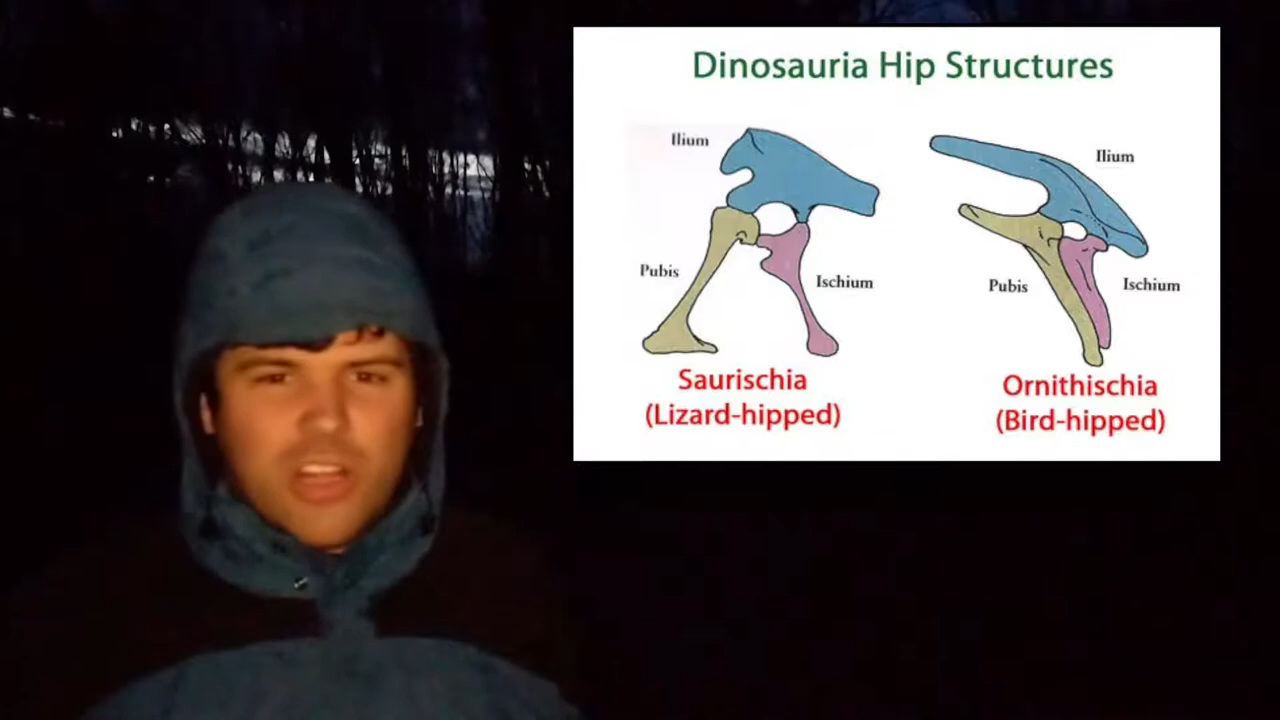 Dinosauria Hip Structures
Ilium
Pubis
Ischium
Saurischia
(Lizard-hipped)
Ilium
Pubis
Ischium
Ornithischia
(Bird-hipped)